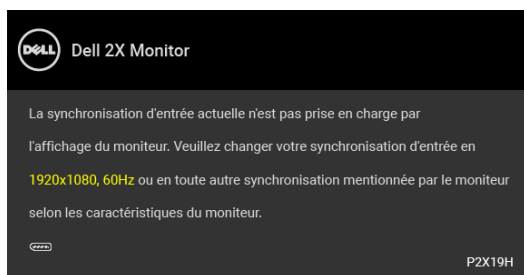 DELL
Dell 2X Monitor
La synchronisation d'entrée actuelle n'est pas prise en charge par
l'affichage du moniteur. Veuillez changer votre synchronisation d'entrée en
1920x1080, 60Hz ou en toute autre synchronisation mentionnée par le moniteur
selon les caractéristiques du moniteur.
P2X19H